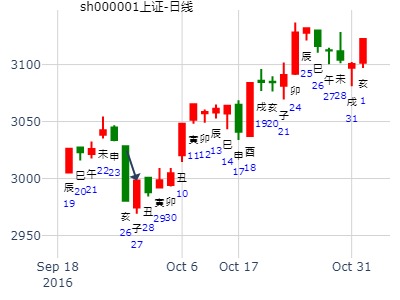 sh000001上证-日线
3100
3050
3000
2950
辰
19
巳
20
午
21
未
22
申
23
亥
26
子
27
丑
28
寅
29
卯
30
丑
10
寅
11
卯
12
辰
13
巳
14
申
17
酉
18
戌
19
亥
20
子
21
卯
24
辰
25
巳
26
午
27
未
28
戌
31
亥
1
Sep 18
2016
Oct 6
Oct 17
Oct 31